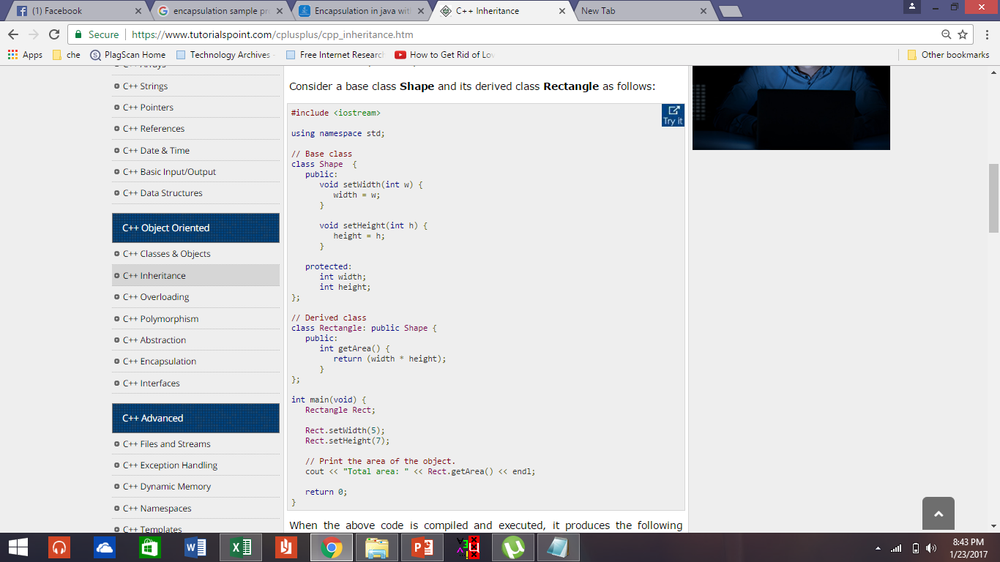 (1) Facebook
encapsulation sample pr
Encapsulation in java wit
C++ Inheritance
New Tab
Secure
https://www.tutorialspoint.com/cplusplus/cpp_inheritance.htm
Apps
che
PlagScan Home
Technology Archives
Free Internet Research
How to Get Rid of Lov
Other bookmarks
C++ Arrays
C++ Strings
C++ Pointers
C++ References
C++ Date & Time
C++ Basic Input/Output
C++ Data Structures
C++ Object Oriented
C++ Classes & Objects
C++ Inheritance
C++ Overloading
C++ Polymorphism
C++ Abstraction
C++ Encapsulation
C++ Interfaces
C++ Advanced
C++ Files and Streams
C++ Exception Handling
C++ Dynamic Memory
C++ Namespaces
C++ Templates
Consider a base class Shape and its derived class Rectangle as follows:
Try it
#include <iostream>
using namespace std;
// Base class
class Shape  {
   public:
      void setWidth(int w) {
         width = w;
      }
      void setHeight(int h) {
         height = h;
      }
   protected:
      int width;
      int height;
};
// Derived class
class Rectangle: public Shape {
   public:
      int getArea() {
         return (width * height);
      }
};
int main(void) {
   Rectangle Rect;
   Rect.setWidth(5);
   Rect.setHeight(7);
   // Print the area of the object.
   cout << "Total area: " << Rect.getArea() << endl;
   return 0;
}
When the above code is compiled and executed, it produces the following
8:43 PM
1/23/2017